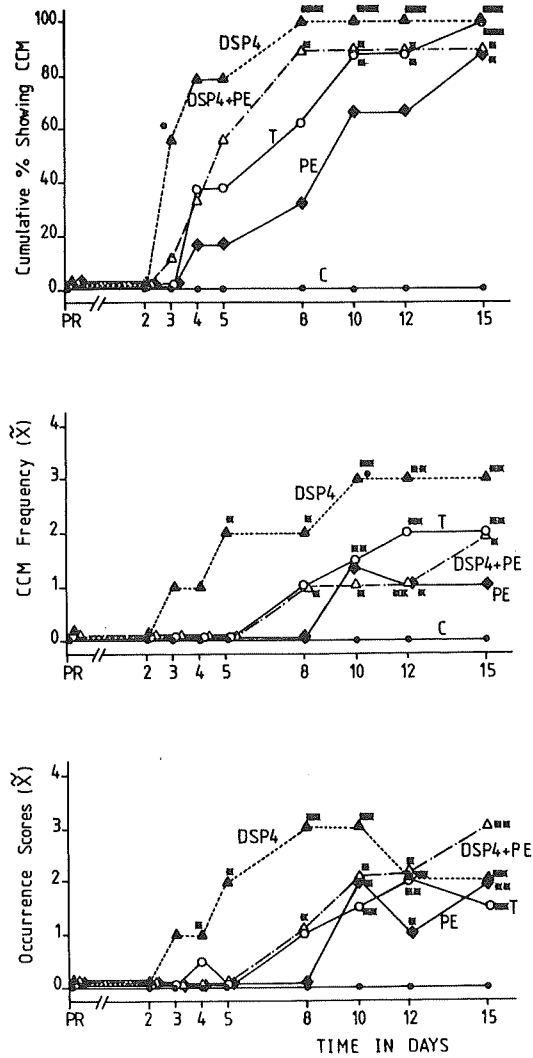 Cumulative % Showing CCM
100
80
60
40
20
0
DSP4
DSP4+PE
T
PE
C
PR 2 3 4 5 8 10 12 15
CCM Frequency (X̃)
4
3
2
1
0
DSP4
T
DSP4+PE
PE
C
PR 2 3 4 5 8 10 12 15
Occurrence Scores (X̃)
4
3
2
1
0
DSP4
DSP4+PE
T
PE
PR 2 3 4 5 8 10 12 15
TIME IN DAYS